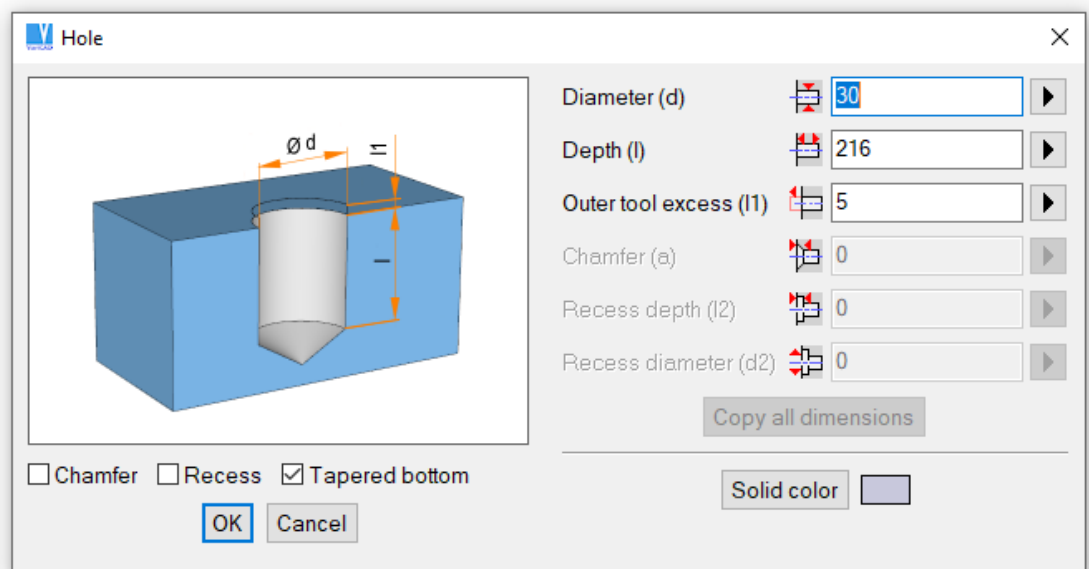 Hole
Ø d
l1
l
Diameter (d) 30
Depth (l) 216
Outer tool excess (l1) 5
Chamfer (a) 0
Recess depth (l2) 0
Recess diameter (d2) 0
Copy all dimensions
Chamfer Recess Tapered bottom
Solid color
OK Cancel